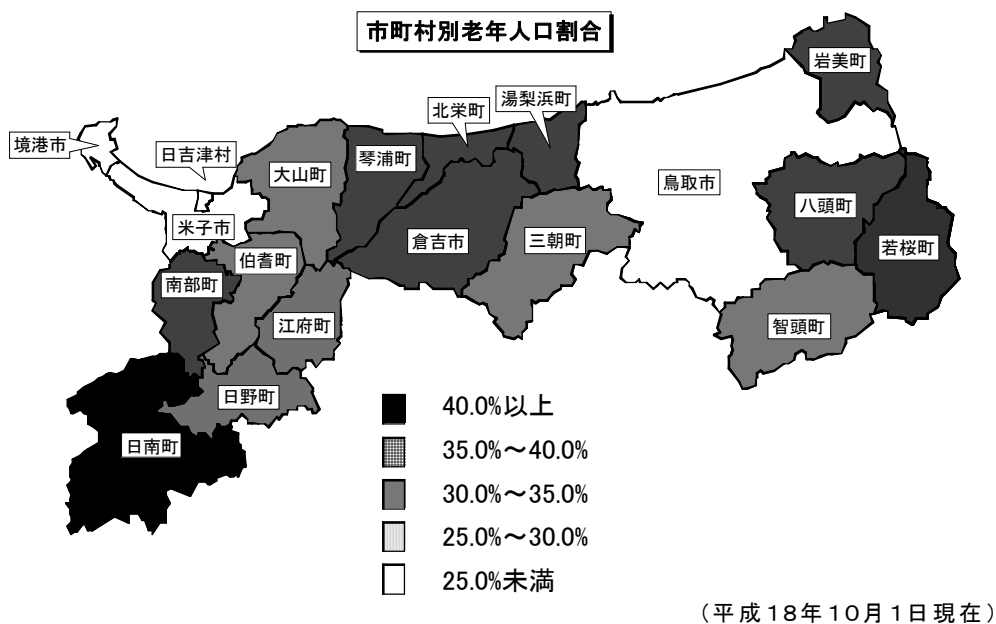 市町村別老年人口割合
岩美町
湯梨浜町
北栄町
境港市
日吉津村
琴浦町
大山町
鳥取市
八頭町
米子市
倉吉市
三朝町
若桜町
伯耆町
南部町
江府町
智頭町
日野町
日南町
40.0%以上
35.0%～40.0%
30.0%～35.0%
25.0%～30.0%
25.0%未満
（平成18年10月1日現在）